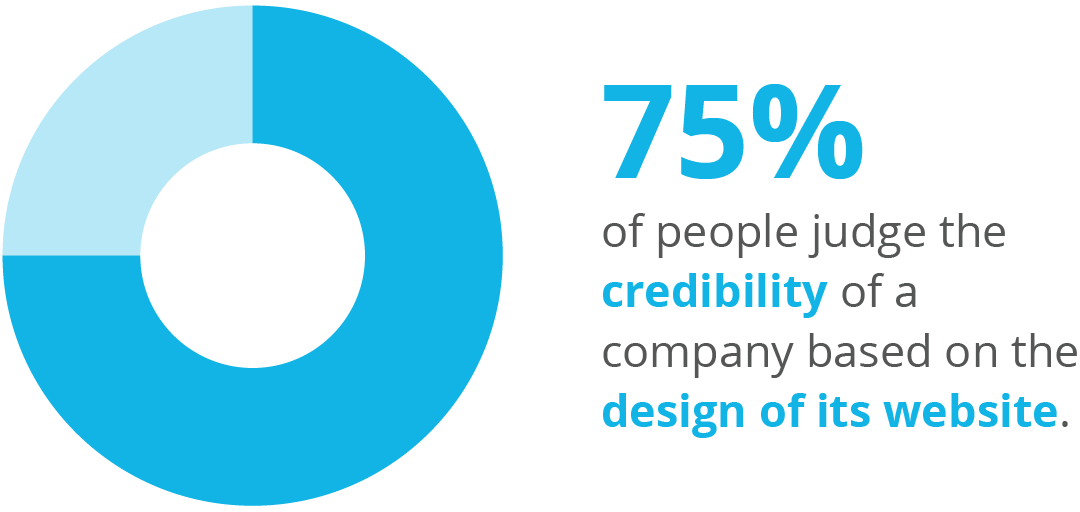 75%
of people judge the
credibility of a
company based on the
design of its website.